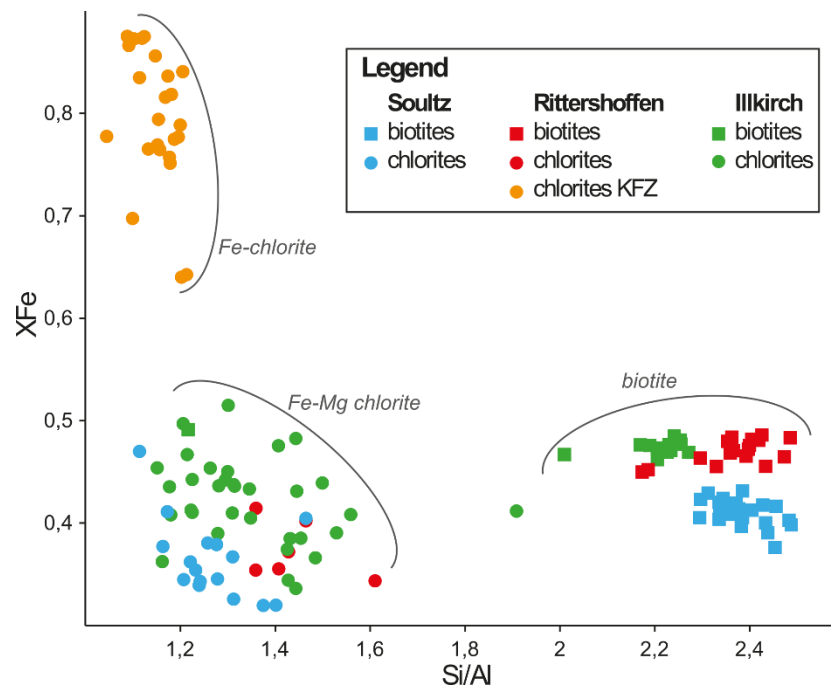 Legend
Soultz Rittershoffen Illkirch
biotites biotites biotites
chlorites chlorites chlorites
chlorites KFZ
0,8
0,7
Fe-chlorite
0,6
XFe
0,5
Fe-Mg chlorite
biotite
0,4
1,2 1,4 1,6 1,8 2 2,2 2,4
Si/Al